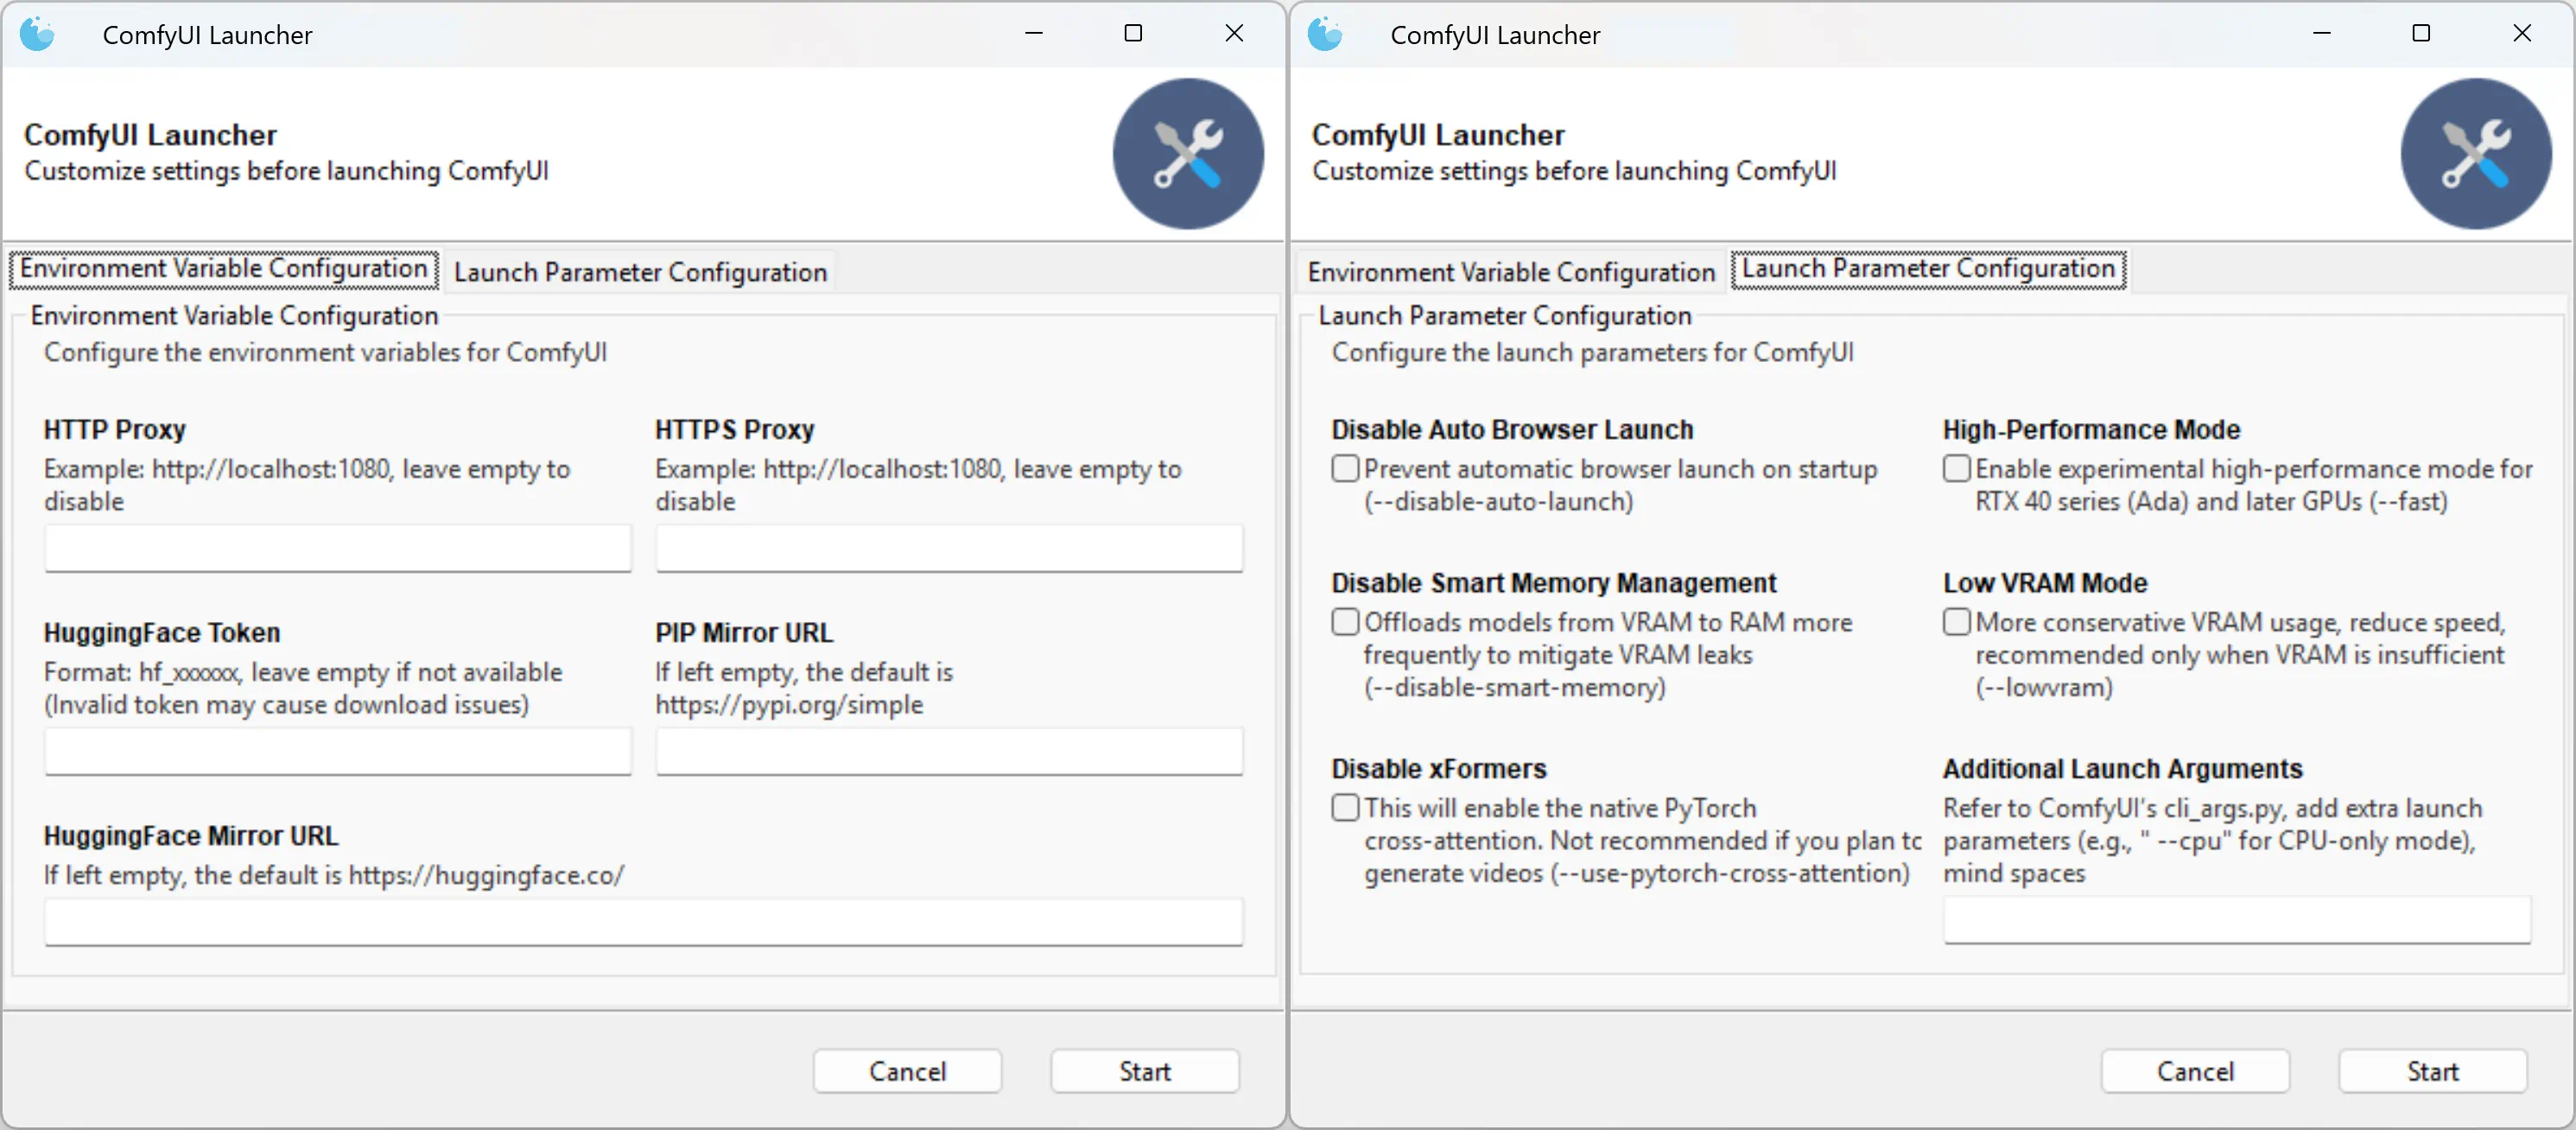 ComfyUI Launcher
ComfyUI Launcher
Customize settings before launching ComfyUI
Environment Variable Configuration
Launch Parameter Configuration
Environment Variable Configuration
Configure the environment variables for ComfyUI
HTTP Proxy
Example: http://localhost:1080, leave empty to
disable
HTTPS Proxy
Example: http://localhost:1080, leave empty to
disable
HuggingFace Token
Format: hf_xxxxxx, leave empty if not available
(Invalid token may cause download issues)
PIP Mirror URL
If left empty, the default is
https://pypi.org/simple
HuggingFace Mirror URL
If left empty, the default is https://huggingface.co/
Cancel
Start
ComfyUI Launcher
ComfyUI Launcher
Customize settings before launching ComfyUI
Environment Variable Configuration
Launch Parameter Configuration
Launch Parameter Configuration
Configure the launch parameters for ComfyUI
Disable Auto Browser Launch
Prevent automatic browser launch on startup
(--disable-auto-launch)
High-Performance Mode
Enable experimental high-performance mode for
RTX 40 series (Ada) and later GPUs (--fast)
Disable Smart Memory Management
Offloads models from VRAM to RAM more
frequently to mitigate VRAM leaks
(--disable-smart-memory)
Low VRAM Mode
More conservative VRAM usage, reduce speed,
recommended only when VRAM is insufficient
(--lowvram)
Disable xFormers
This will enable the native PyTorch
cross-attention. Not recommended if you plan to
generate videos (--use-pytorch-cross-attention)
Additional Launch Arguments
Refer to ComfyUI's cli_args.py, add extra launch
parameters (e.g., " --cpu" for CPU-only mode),
mind spaces
Cancel
Start